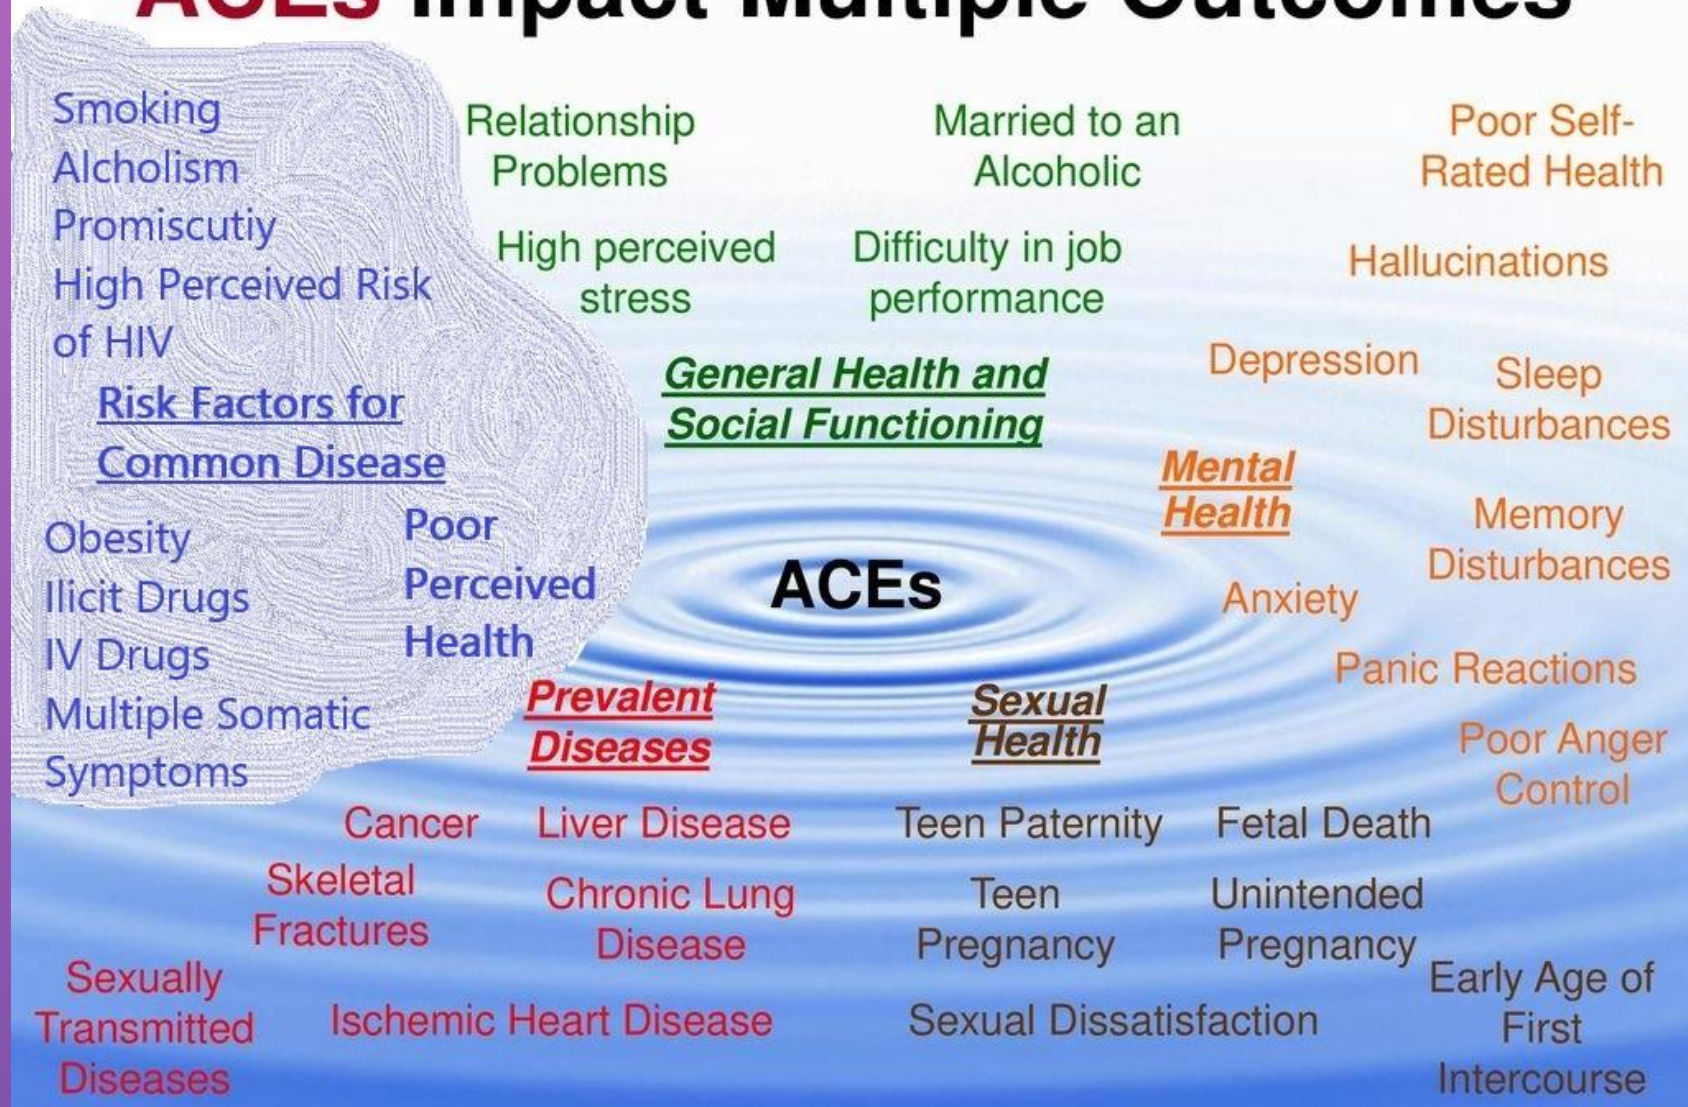 ACEs Impact Multiple Outcomes
Smoking
Alcholism
Promiscutiy
High Perceived Risk
of HIV
Risk Factors for
Common Disease
Obesity
Ilicit Drugs
IV Drugs
Multiple Somatic
Symptoms
Poor
Perceived
Health
Relationship
Problems
Married to an
Alcoholic
High perceived
stress
Difficulty in job
performance
General Health and
Social Functioning
Poor Self-
Rated Health
Hallucinations
Depression
Sleep
Disturbances
Mental
Health
Memory
Disturbances
Anxiety
Panic Reactions
Poor Anger
Control
ACEs
Prevalent
Diseases
Cancer
Liver Disease
Skeletal
Fractures
Chronic Lung
Disease
Sexually
Transmitted
Diseases
Ischemic Heart Disease
Sexual
Health
Teen Paternity
Fetal Death
Teen
Pregnancy
Unintended
Pregnancy
Sexual Dissatisfaction
Early Age of
First
Intercourse